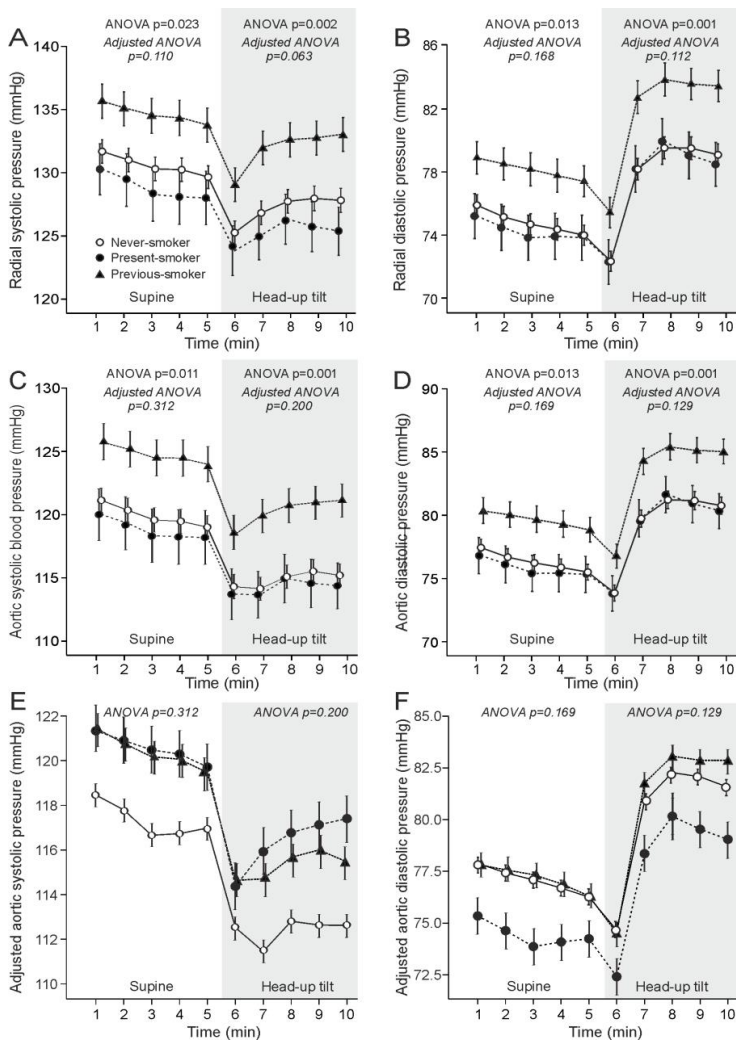 A
ANOVA p=0.023
ANOVA p=0.002
Adjusted ANOVA
p=0.110
Adjusted ANOVA
p=0.063
Radial systolic pressure (mmHg)
140
135
130
125
120
Never-smoker
Present-smoker
Previous-smoker
Supine
Head-up tilt
1 2 3 4 5 6 7 8 9 10
Time (min)
B
ANOVA p=0.013
ANOVA p=0.001
Adjusted ANOVA
p=0.168
Adjusted ANOVA
p=0.112
Radial diastolic pressure (mmHg)
86
82
78
74
70
Supine
Head-up tilt
1 2 3 4 5 6 7 8 9 10
Time (min)
C
ANOVA p=0.011
ANOVA p=0.001
Adjusted ANOVA
p=0.312
Adjusted ANOVA
p=0.200
Aortic systolic blood pressure (mmHg)
130
125
120
115
110
Supine
Head-up tilt
1 2 3 4 5 6 7 8 9 10
Time (min)
D
ANOVA p=0.013
ANOVA p=0.001
Adjusted ANOVA
p=0.169
Adjusted ANOVA
p=0.129
Aortic diastolic pressure (mmHg)
90
85
80
75
70
Supine
Head-up tilt
1 2 3 4 5 6 7 8 9 10
Time (min)
E
ANOVA p=0.312
ANOVA p=0.200
Adjusted aortic systolic pressure (mmHg)
122
120
118
116
114
112
110
Supine
Head-up tilt
1 2 3 4 5 6 7 8 9 10
Time (min)
F
ANOVA p=0.169
ANOVA p=0.129
Adjusted aortic diastolic pressure (mmHg)
85.0
82.5
80.0
77.5
75.0
72.5
Supine
Head-up tilt
1 2 3 4 5 6 7 8 9 10
Time (min)